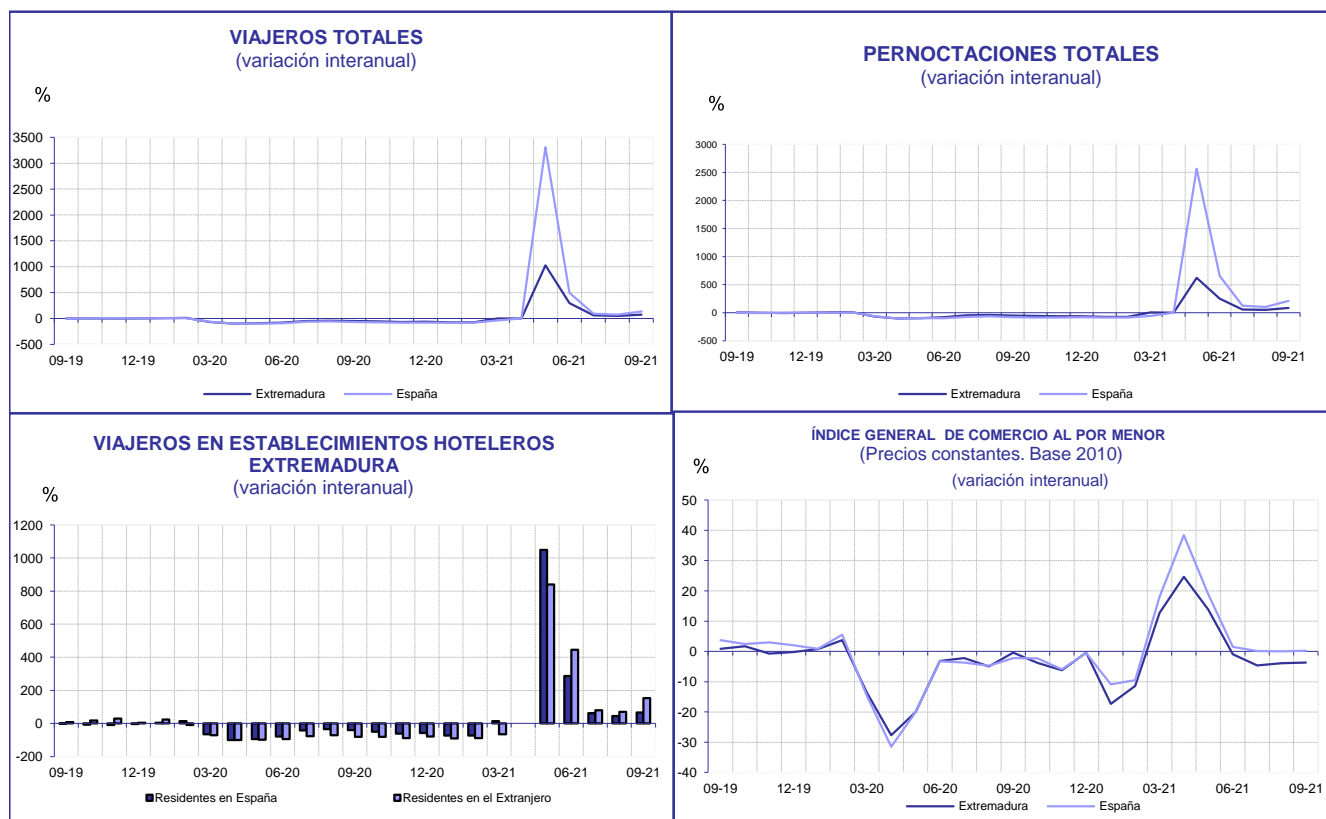 VIAJEROS TOTALES
(variación interanual)
%
3500
3000
2500
2000
1500
1000
500
0
-500
09-19 12-19 03-20 06-20 09-20 12-20 03-21 06-21 09-21
Extremadura España
PERNOCTACIONES TOTALES
(variación interanual)
%
3000
2500
2000
1500
1000
500
0
-500
09-19 12-19 03-20 06-20 09-20 12-20 03-21 06-21 09-21
Extremadura España
VIAJEROS EN ESTABLECIMIENTOS HOTELEROS
EXTREMADURA
(variación interanual)
%
1200
1000
800
600
400
200
0
-200
09-19 12-19 03-20 06-20 09-20 12-20 03-21 06-21 09-21
Residentes en España Residentes en el Extranjero
ÍNDICE GENERAL DE COMERCIO AL POR MENOR
(Precios constantes. Base 2010)
(variación interanual)
%
50
40
30
20
10
0
-10
-20
-30
-40
09-19 12-19 03-20 06-20 09-20 12-20 03-21 06-21 09-21
Extremadura España